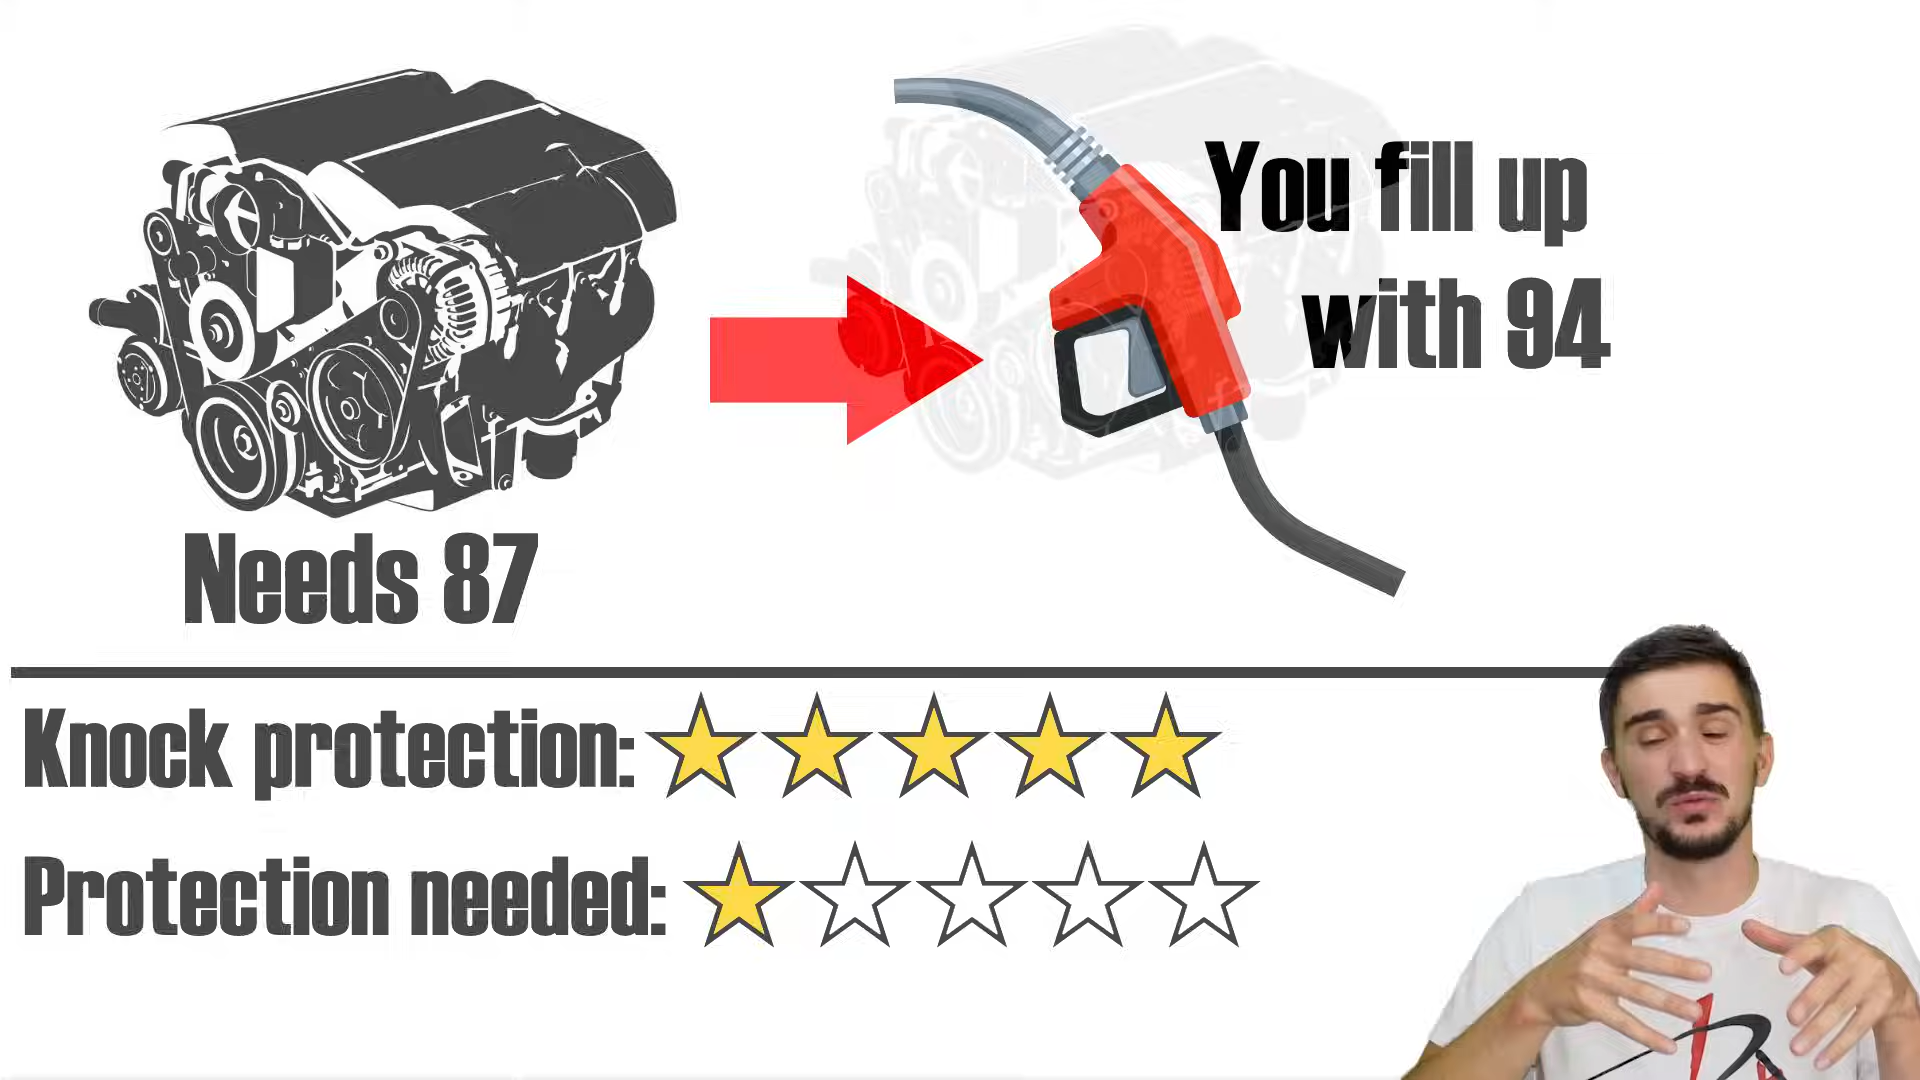 You fill up
with 94
Needs 87
Knock protection:
Protection needed: